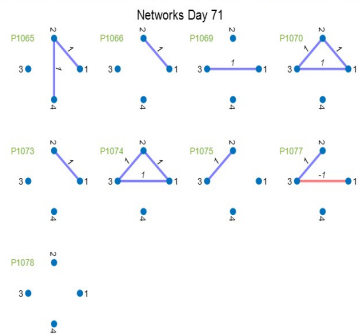 Networks Day 71
P1065 P1066 P1069 P1070
2 2 2 2
1 1 1 1 1
1 1
3 1 3 1 3 1 3 1
4 4 4 4
P1073 P1074 P1075 P1077
2 2 2 2
1 1 1 1 1
1 -1
3 1 3 1 3 1 3 1
4 4 4 4
P1078
2
3 1
4